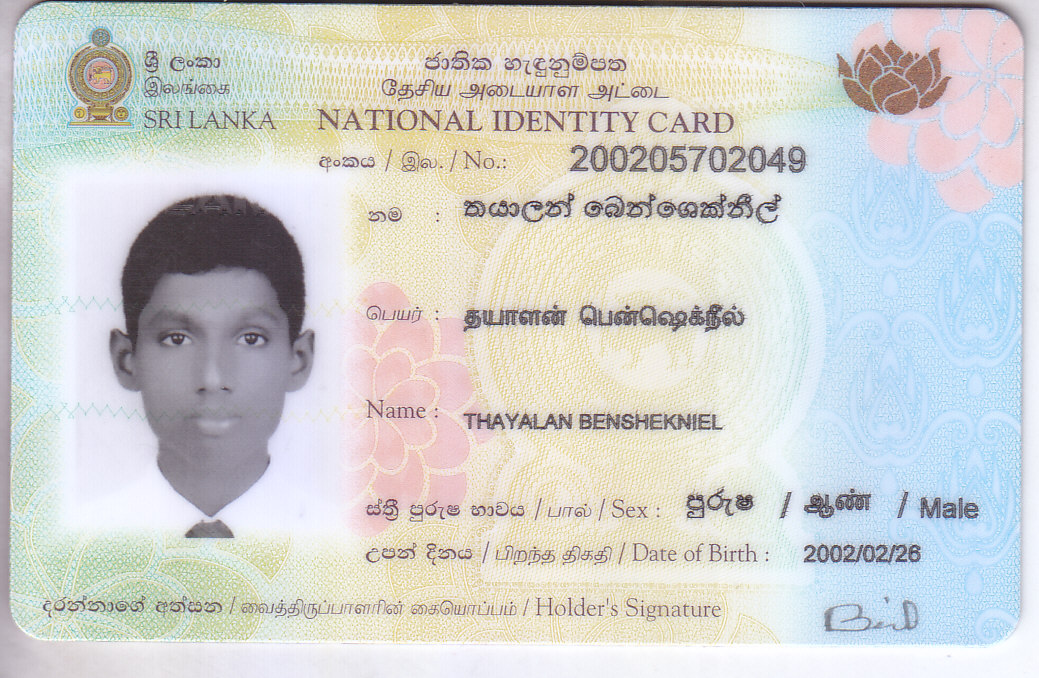 ශ්‍රී ලංකා
இலங்கை
SRI LANKA
ජාතික හැඳුනුම්පත
தேசிய அடையாள அட்டை
NATIONAL IDENTITY CARD
අංකය / இல. / No.: 200205702049
නම : තයාලන් බෙන්ශෙක්නීල්
பெயர் : தயாளன் பென்ஷெக்நீல்
Name : THAYALAN BENSHEKNIEL
ස්ත්‍රී පුරුෂ භාවය / பால் / Sex : පුරුෂ / ஆண் / Male
උපන් දිනය / பிறந்த திகதி / Date of Birth : 2002/02/26
දරන්නාගේ අත්සන / வைத்திருப்பாளரின் கையொப்பம் / Holder's Signature